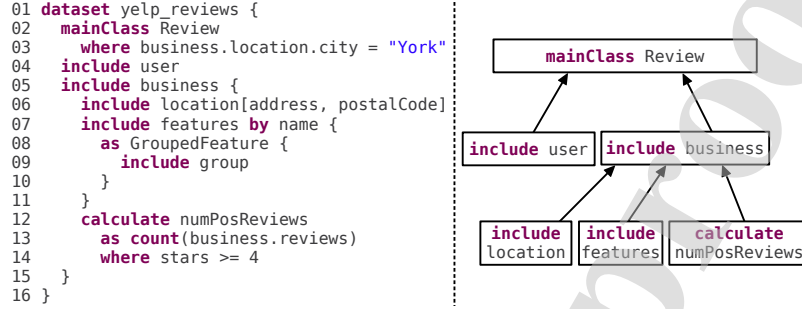 01 dataset yelp_reviews {
02   mainClass Review
03     where business.location.city = "York"
04   include user
05   include business {
06     include location[address, postalCode]
07     include features by name {
08       as GroupedFeature {
09         include group
10       }
11     }
12     calculate numPosReviews
13       as count(business.reviews)
14       where stars >= 4
15   }
16 }
mainClass Review
include user
include business
include
location
include
features
calculate
numPosReviews
proo